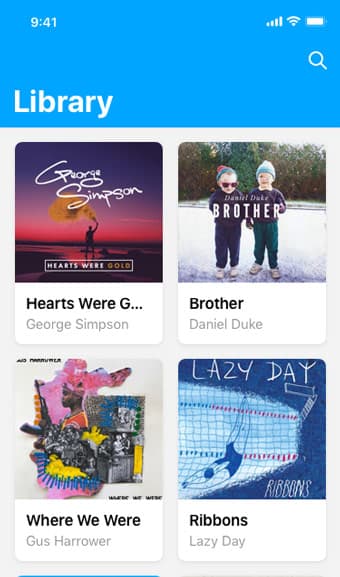 9:41
Library
George
Simpson
HEARTS WERE GOLD
Hearts Were G...
George Simpson
Daniel Duke
BROTHER
Brother
Daniel Duke
GUS HARROWER
WHERE WE WERE
Where We Were
Gus Harrower
LAZY DAY
RIBBONS
Ribbons
Lazy Day